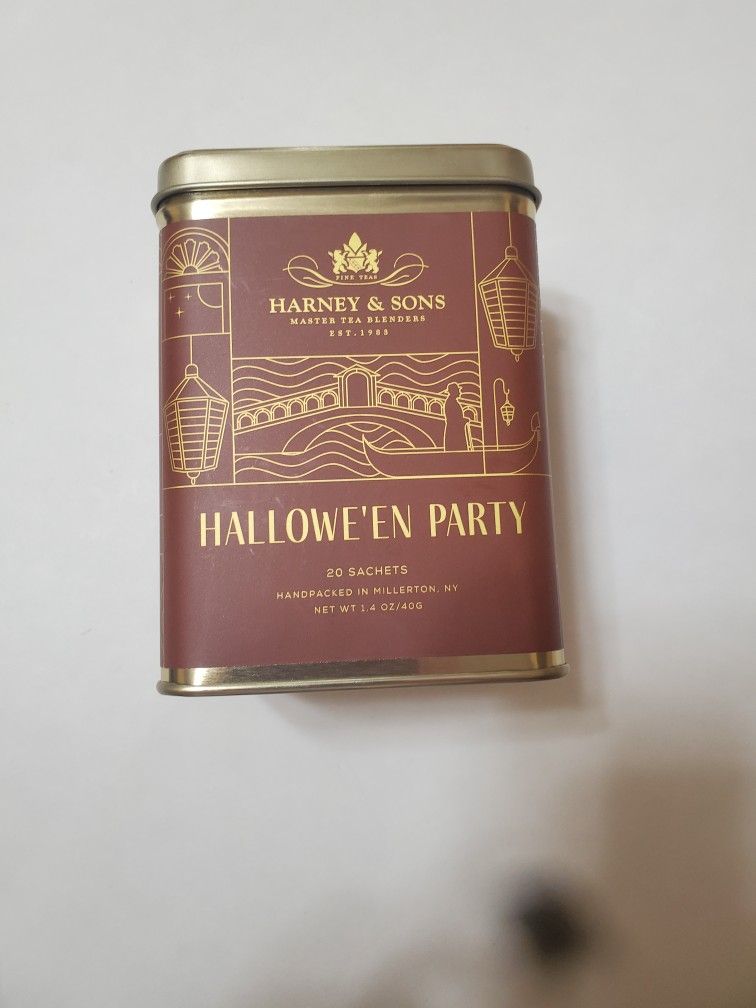 FINE TEAS
HARNEY & SONS
MASTER TEA BLENDERS
EST. 1983
HALLOWE'EN PARTY
20 SACHETS
HANDPACKED IN MILLERTON, NY
NET WT 1.4 OZ/40G